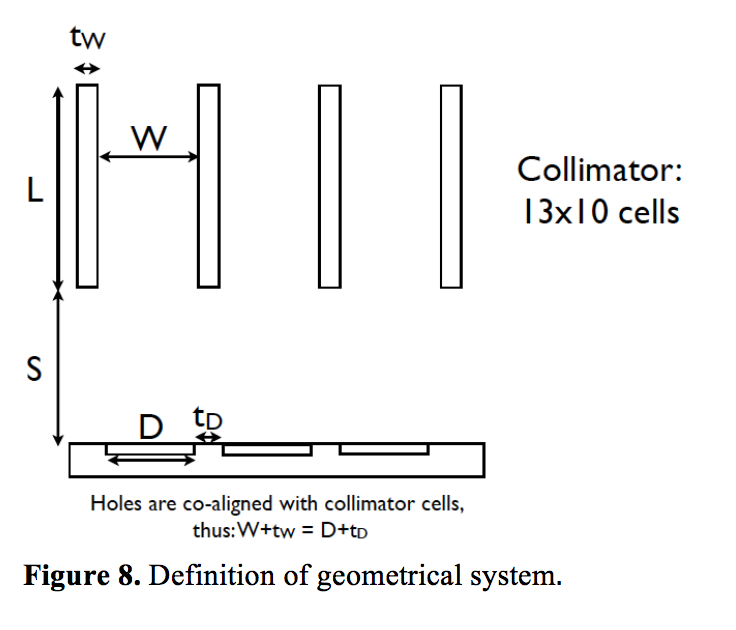 tw
W
L
Collimator:
13x10 cells
S
D
tD
Holes are co-aligned with collimator cells,
thus:W+tw = D+tD
Figure 8. Definition of geometrical system.